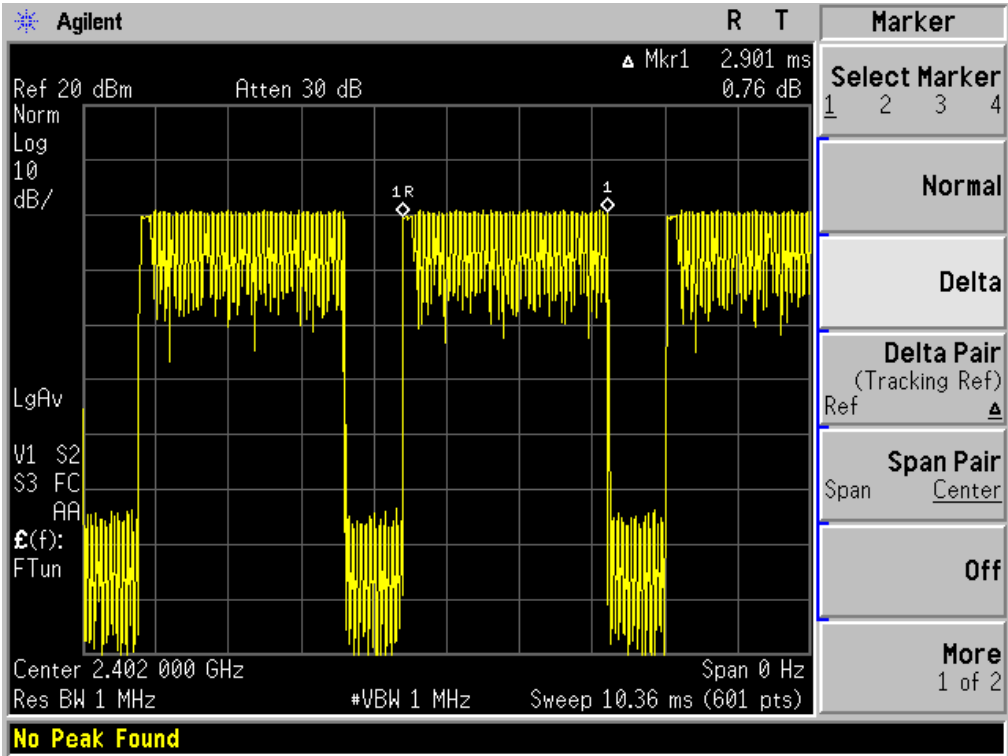 Agilent R T Marker
Δ Mkr1 2.901 ms
Ref 20 dBm Atten 30 dB 0.76 dB
Norm
Log
10
dB/
1R 1
LgAv
V1 S2
S3 FC
AA
£(f):
FTun
Center 2.402 000 GHz Span 0 Hz
Res BW 1 MHz #VBW 1 MHz Sweep 10.36 ms (601 pts)
No Peak Found
Select Marker
1 2 3 4
Normal
Delta
Delta Pair
(Tracking Ref)
Ref Δ
Span Pair
Span Center
Off
More
1 of 2